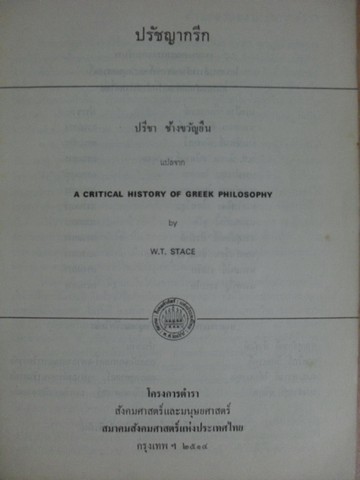 ปรัชญากรีก
ปรีชา ช้างขวัญยืน
แปลจาก
A CRITICAL HISTORY OF GREEK PHILOSOPHY
by
W.T. STACE
โครงการตำรา
สังคมศาสตร์และมนุษยศาสตร์
สมาคมสังคมศาสตร์แห่งประเทศไทย
กรุงเทพ ฯ ๒๕๑๔